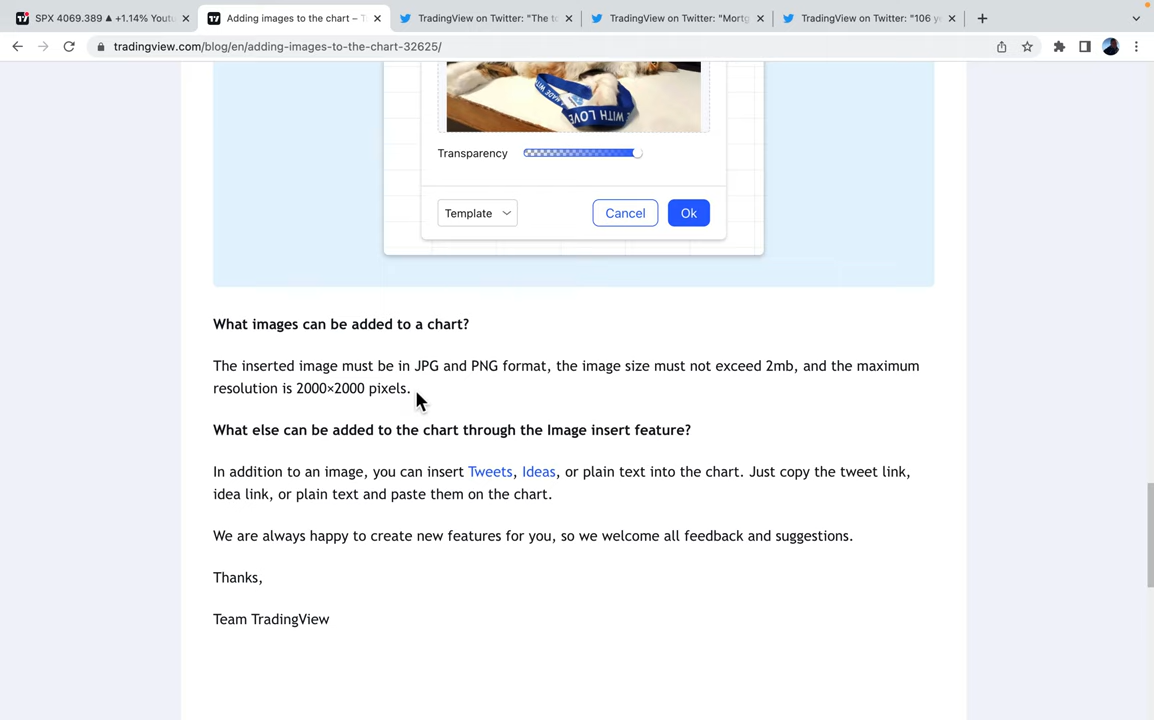 SPX 4069.389 ▲ +1.14% Youtu
Adding images to the chart – T
TradingView on Twitter: "The to
TradingView on Twitter: "Mortg
TradingView on Twitter: "106 ye
tradingview.com/blog/en/adding-images-to-the-chart-32625/
MADE WITH LOVE
Transparency
Template
Cancel
Ok
What images can be added to a chart?
The inserted image must be in JPG and PNG format, the image size must not exceed 2mb, and the maximum
resolution is 2000×2000 pixels.
What else can be added to the chart through the Image insert feature?
In addition to an image, you can insert Tweets, Ideas, or plain text into the chart. Just copy the tweet link,
idea link, or plain text and paste them on the chart.
We are always happy to create new features for you, so we welcome all feedback and suggestions.
Thanks,
Team TradingView